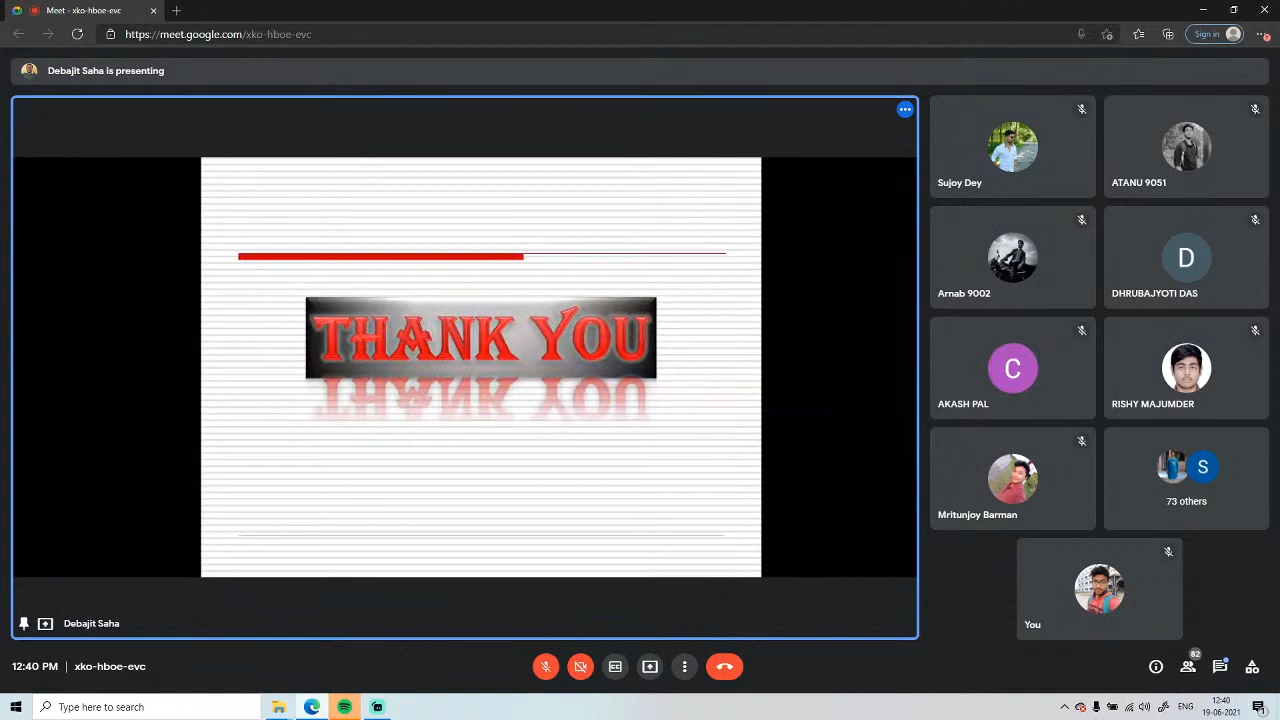 Meet - xko-hboe-evc
https://meet.google.com/xko-hboe-evc
Sign in
Debajit Saha is presenting
THANK YOU
Debajit Saha
Sujoy Dey
ATANU 9051
Arnab 9002
D
DHRUBAJYOTI DAS
C
AKASH PAL
RISHY MAJUMDER
Mritunjoy Barman
S
73 others
You
12:40 PM | xko-hboe-evc
CC
82
Type here to search
ENG
12:40
19-06-2021
1